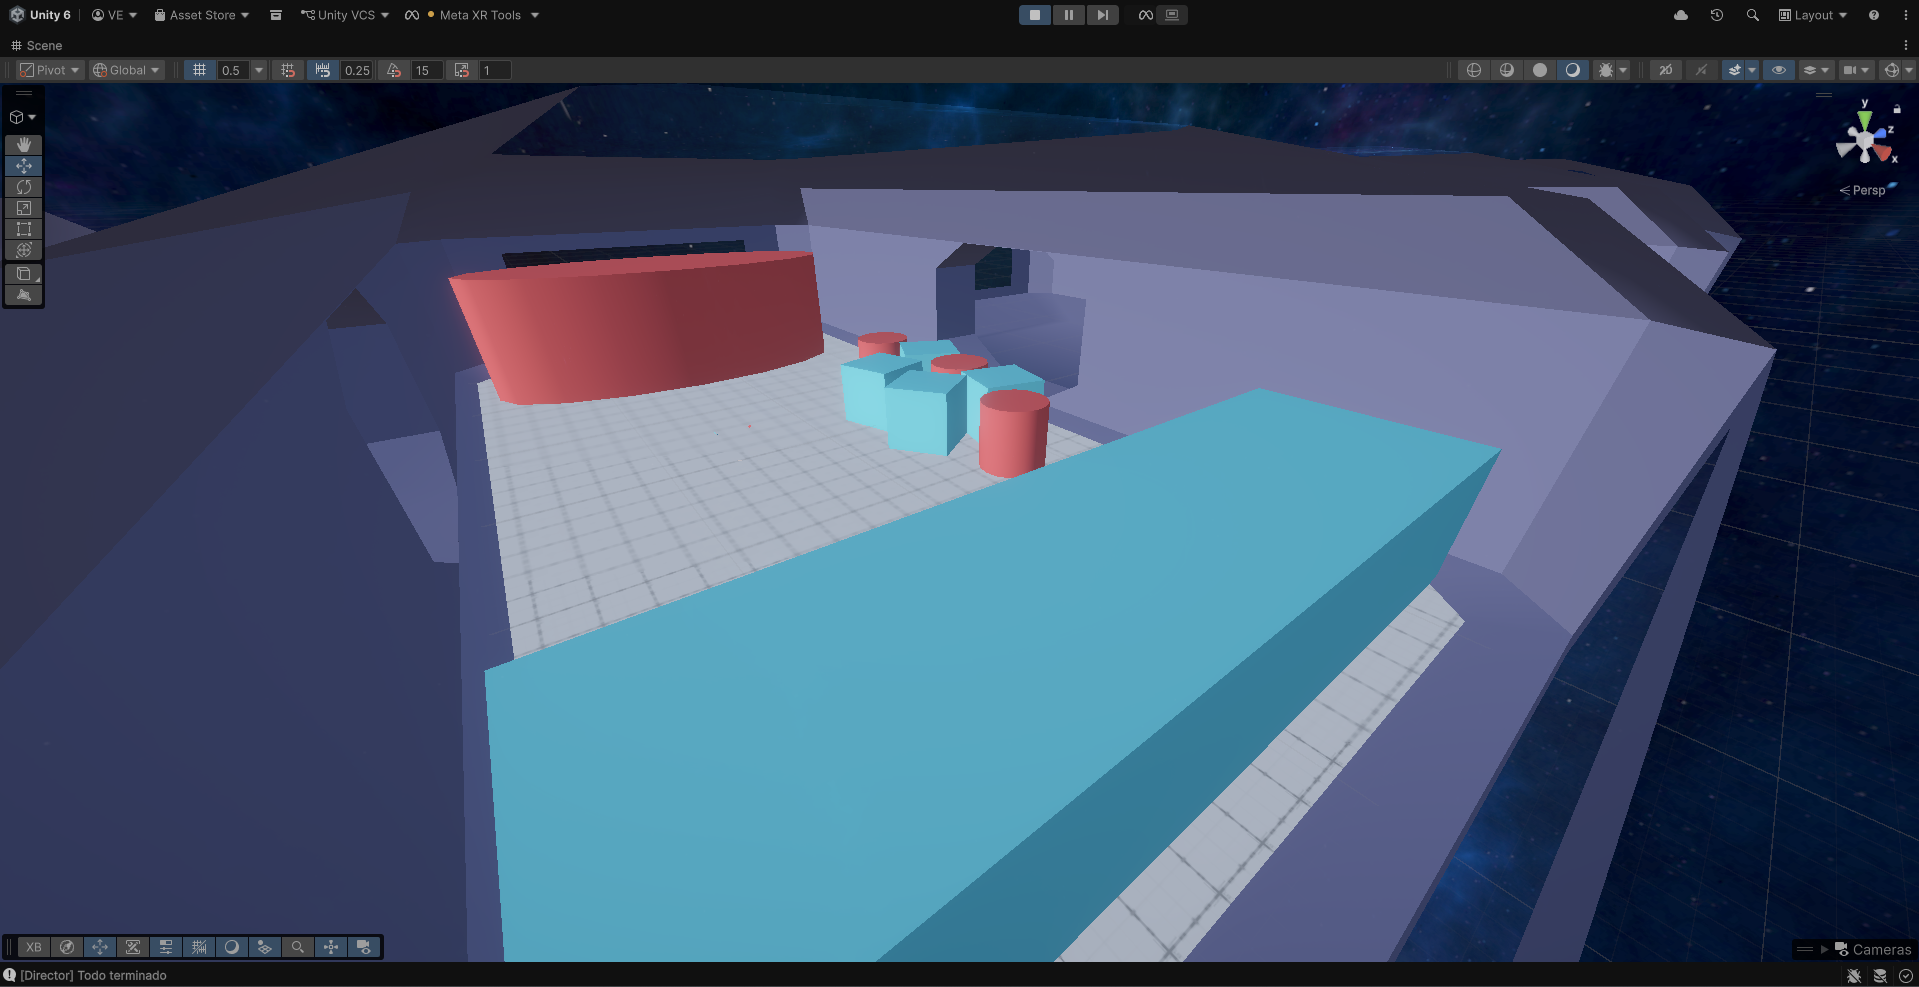 Unity 6 VE Asset Store Unity VCS Meta XR Tools Layout
Scene
Pivot Global 0.5 0.25 15 1 2D
y
z
x
Persp
XB
Cameras
[Director] Todo terminado